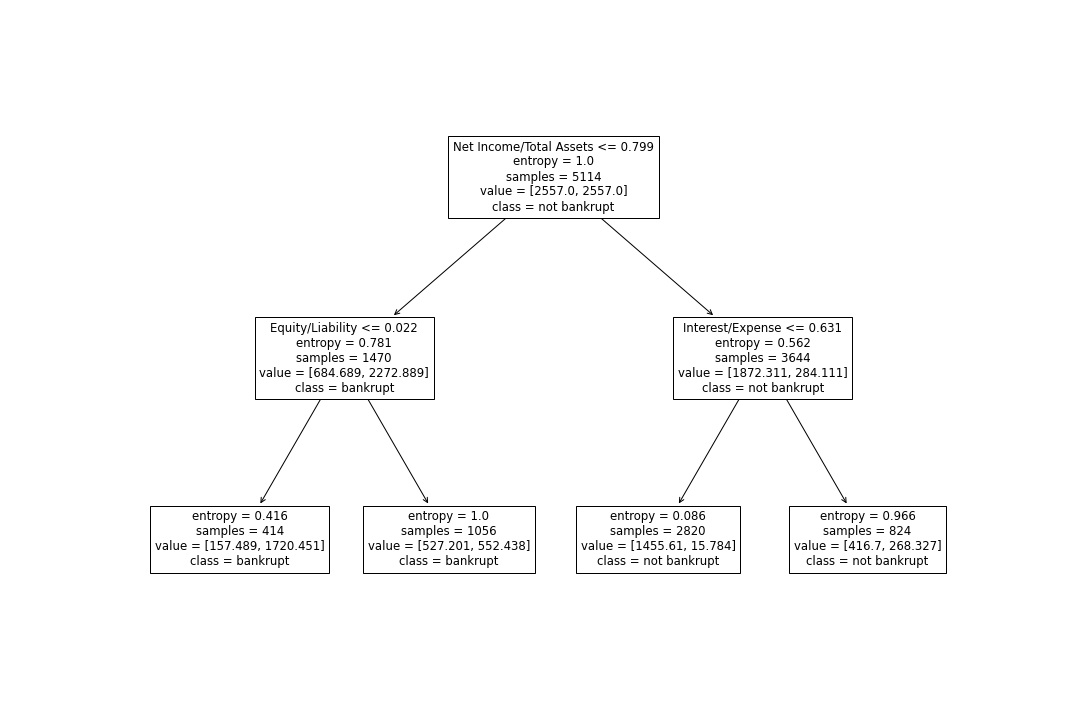 Net Income/Total Assets <= 0.799
entropy = 1.0
samples = 5114
value = [2557.0, 2557.0]
class = not bankrupt
Equity/Liability <= 0.022
entropy = 0.781
samples = 1470
value = [684.689, 2272.889]
class = bankrupt
Interest/Expense <= 0.631
entropy = 0.562
samples = 3644
value = [1872.311, 284.111]
class = not bankrupt
entropy = 0.416
samples = 414
value = [157.489, 1720.451]
class = bankrupt
entropy = 1.0
samples = 1056
value = [527.201, 552.438]
class = bankrupt
entropy = 0.086
samples = 2820
value = [1455.61, 15.784]
class = not bankrupt
entropy = 0.966
samples = 824
value = [416.7, 268.327]
class = not bankrupt